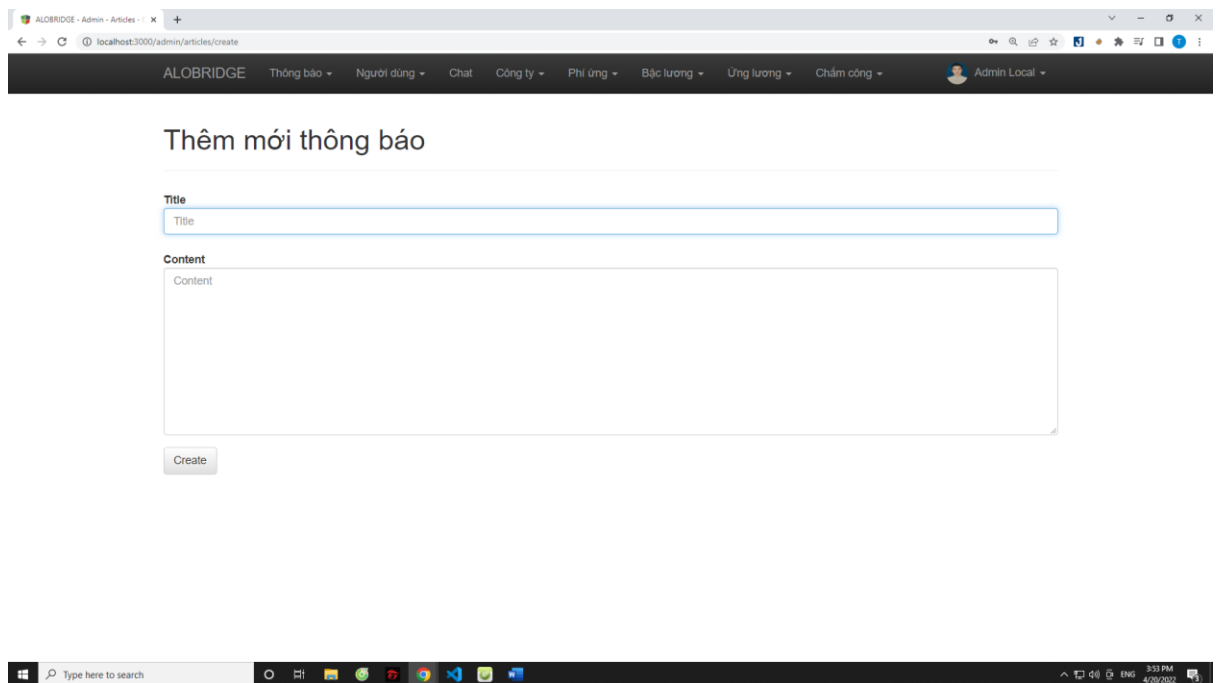 ALOBRIDGE - Admin - Articles -
localhost:3000/admin/articles/create
ALOBRIDGE Thông báo Người dùng Chat Công ty Phí ứng Bậc lương Ứng lương Chấm công Admin Local
Thêm mới thông báo
Title
Title
Content
Content
Create
Type here to search
ENG
3:53 PM
4/20/2022